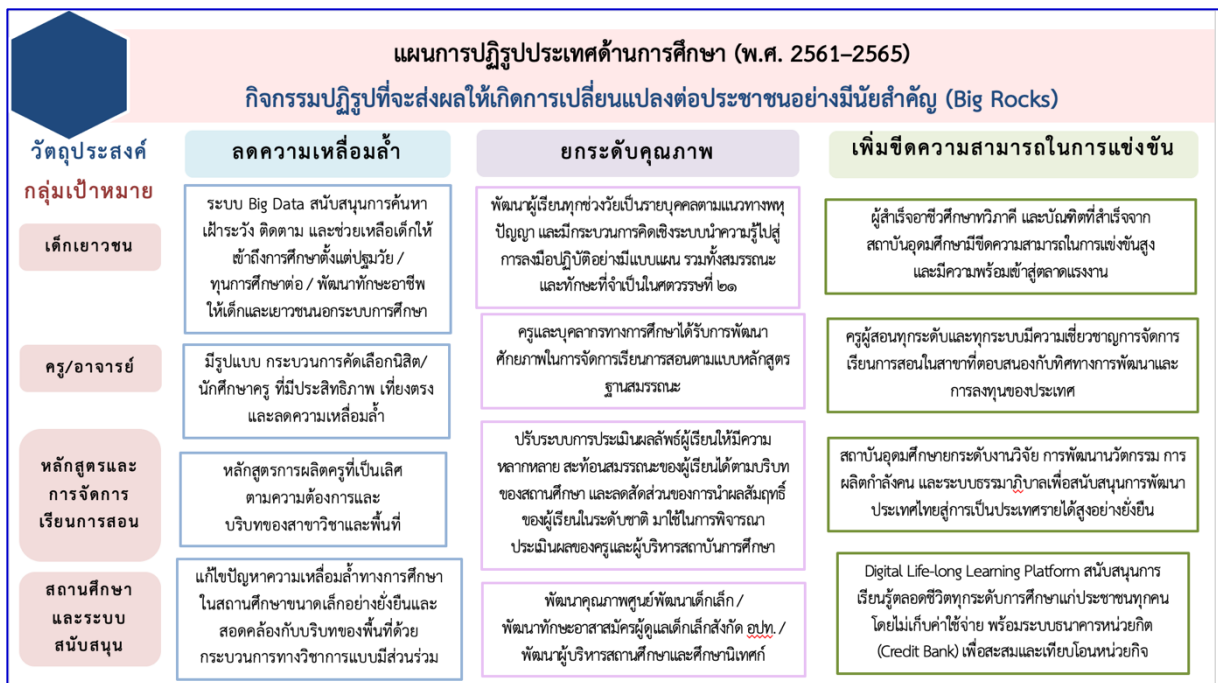 แผนการปฏิรูปประเทศด้านการศึกษา (พ.ศ. 2561–2565)
กิจกรรมปฏิรูปที่จะส่งผลให้เกิดการเปลี่ยนแปลงต่อประชาชนอย่างมีนัยสำคัญ (Big Rocks)
วัตถุประสงค์
กลุ่มเป้าหมาย
ลดความเหลื่อมล้ำ
ยกระดับคุณภาพ
เพิ่มขีดความสามารถในการแข่งขัน
เด็กเยาวชน
ระบบ Big Data สนับสนุนการค้นหา
เฝ้าระวัง ติดตาม และช่วยเหลือเด็กให้
เข้าถึงการศึกษาตั้งแต่ปฐมวัย /
ทุนการศึกษาต่อ / พัฒนาทักษะอาชีพ
ให้เด็กและเยาวชนนอกระบบการศึกษา
พัฒนาผู้เรียนทุกช่วงวัยเป็นรายบุคคลตามแนวทางพหุ
ปัญญา และมีกระบวนการคิดเชิงระบบนำความรู้ไปสู่
การลงมือปฏิบัติอย่างมีแบบแผน รวมทั้งสมรรถนะ
และทักษะที่จำเป็นในศตวรรษที่ ๒๑
ผู้สำเร็จอาชีวศึกษาทวิภาคี และบัณฑิตที่สำเร็จจาก
สถาบันอุดมศึกษามีขีดความสามารถในการแข่งขันสูง
และมีความพร้อมเข้าสู่ตลาดแรงงาน
ครู/อาจารย์
มีรูปแบบ กระบวนการคัดเลือกนิสิต/
นักศึกษาครู ที่มีประสิทธิภาพ เที่ยงตรง
และลดความเหลื่อมล้ำ
ครูและบุคลากรทางการศึกษาได้รับการพัฒนา
ศักยภาพในการจัดการเรียนการสอนตามแบบหลักสูตร
ฐานสมรรถนะ
ครูผู้สอนทุกระดับและทุกระบบมีความเชี่ยวชาญการจัดการ
เรียนการสอนในสาขาที่ตอบสนองกับทิศทางการพัฒนาและ
การลงทุนของประเทศ
หลักสูตรและ
การจัดการ
เรียนการสอน
หลักสูตรการผลิตครูที่เป็นเลิศ
ตามความต้องการและ
บริบทของสาขาวิชาและพื้นที่
ปรับระบบการประเมินผลลัพธ์ผู้เรียนให้มีความ
หลากหลาย สะท้อนสมรรถนะของผู้เรียนได้ตามบริบท
ของสถานศึกษา และลดสัดส่วนของการนำผลสัมฤทธิ์
ของผู้เรียนในระดับชาติ มาใช้ในการพิจารณา
ประเมินผลของครูและผู้บริหารสถาบันการศึกษา
สถาบันอุดมศึกษายกระดับงานวิจัย การพัฒนานวัตกรรม การ
ผลิตกำลังคน และระบบธรรมาภิบาลเพื่อสนับสนุนการพัฒนา
ประเทศไทยสู่การเป็นประเทศรายได้สูงอย่างยั่งยืน
สถานศึกษา
และระบบ
สนับสนุน
แก้ไขปัญหาความเหลื่อมล้ำทางการศึกษา
ในสถานศึกษาขนาดเล็กอย่างยั่งยืนและ
สอดคล้องกับบริบทของพื้นที่ด้วย
กระบวนการทางวิชาการแบบมีส่วนร่วม
พัฒนาคุณภาพศูนย์พัฒนาเด็กเล็ก /
พัฒนาทักษะอาสาสมัครผู้ดูแลเด็กเล็กสังกัด อปท. /
พัฒนาผู้บริหารสถานศึกษาและศึกษานิเทศก์
Digital Life-long Learning Platform สนับสนุนการ
เรียนรู้ตลอดชีวิตทุกระดับการศึกษาแก่ประชาชนทุกคน
โดยไม่เก็บค่าใช้จ่าย พร้อมระบบธนาคารหน่วยกิต
(Credit Bank) เพื่อสะสมและเทียบโอนหน่วยกิจ